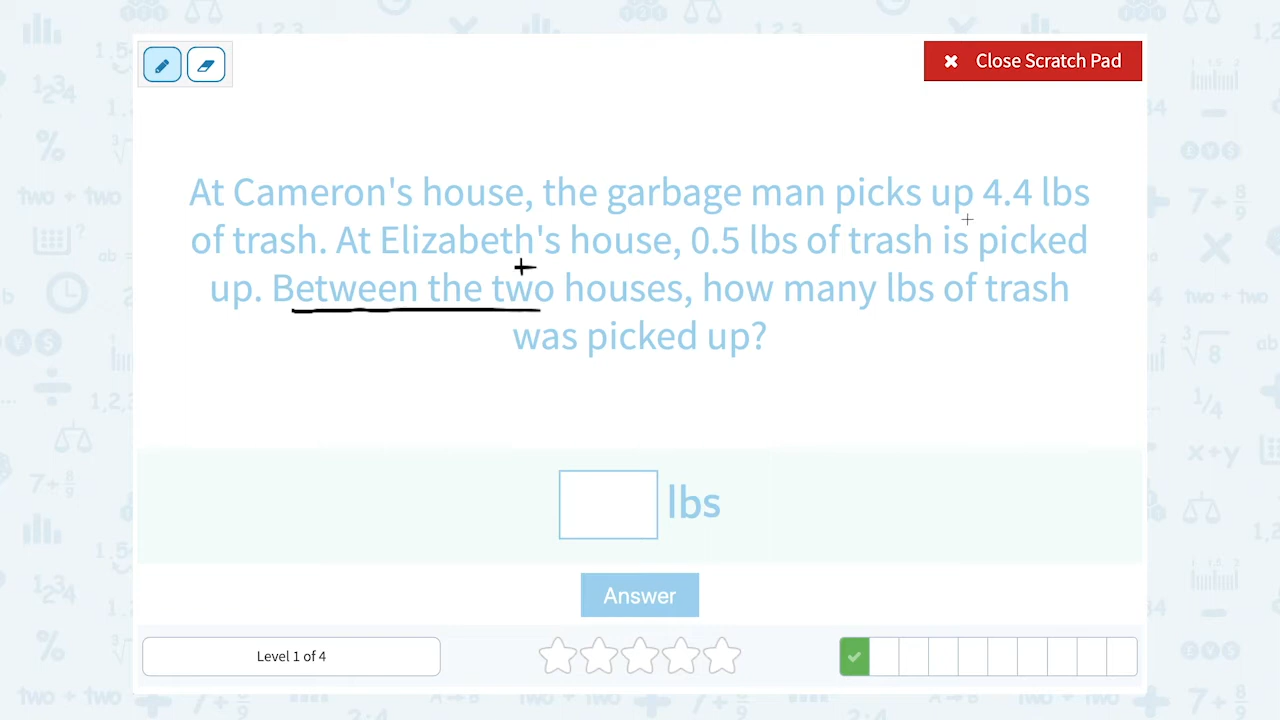 Close Scratch Pad
At Cameron's house, the garbage man picks up 4.4 lbs
of trash. At Elizabeth's house, 0.5 lbs of trash is picked
up. Between the two houses, how many lbs of trash
was picked up?
+
lbs
Answer
Level 1 of 4